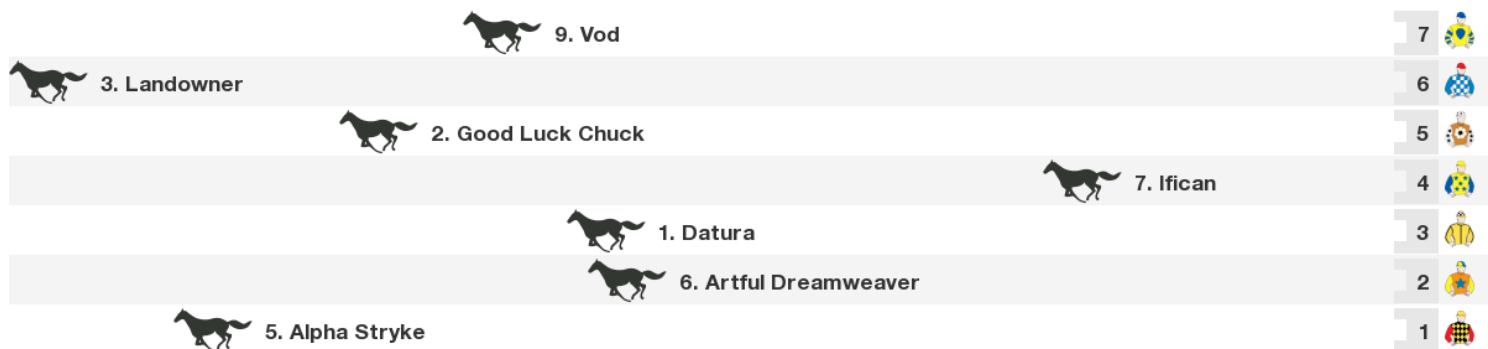 9. Vod 7
3. Landowner 6
2. Good Luck Chuck 5
7. Ifican 4
1. Datura 3
6. Artful Dreamweaver 2
5. Alpha Stryke 1